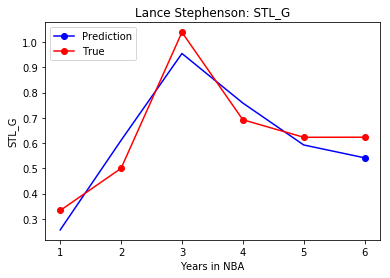 Lance Stephenson: STL_G
Prediction
True
STL_G
1.0
0.9
0.8
0.7
0.6
0.5
0.4
0.3
1 2 3 4 5 6
Years in NBA